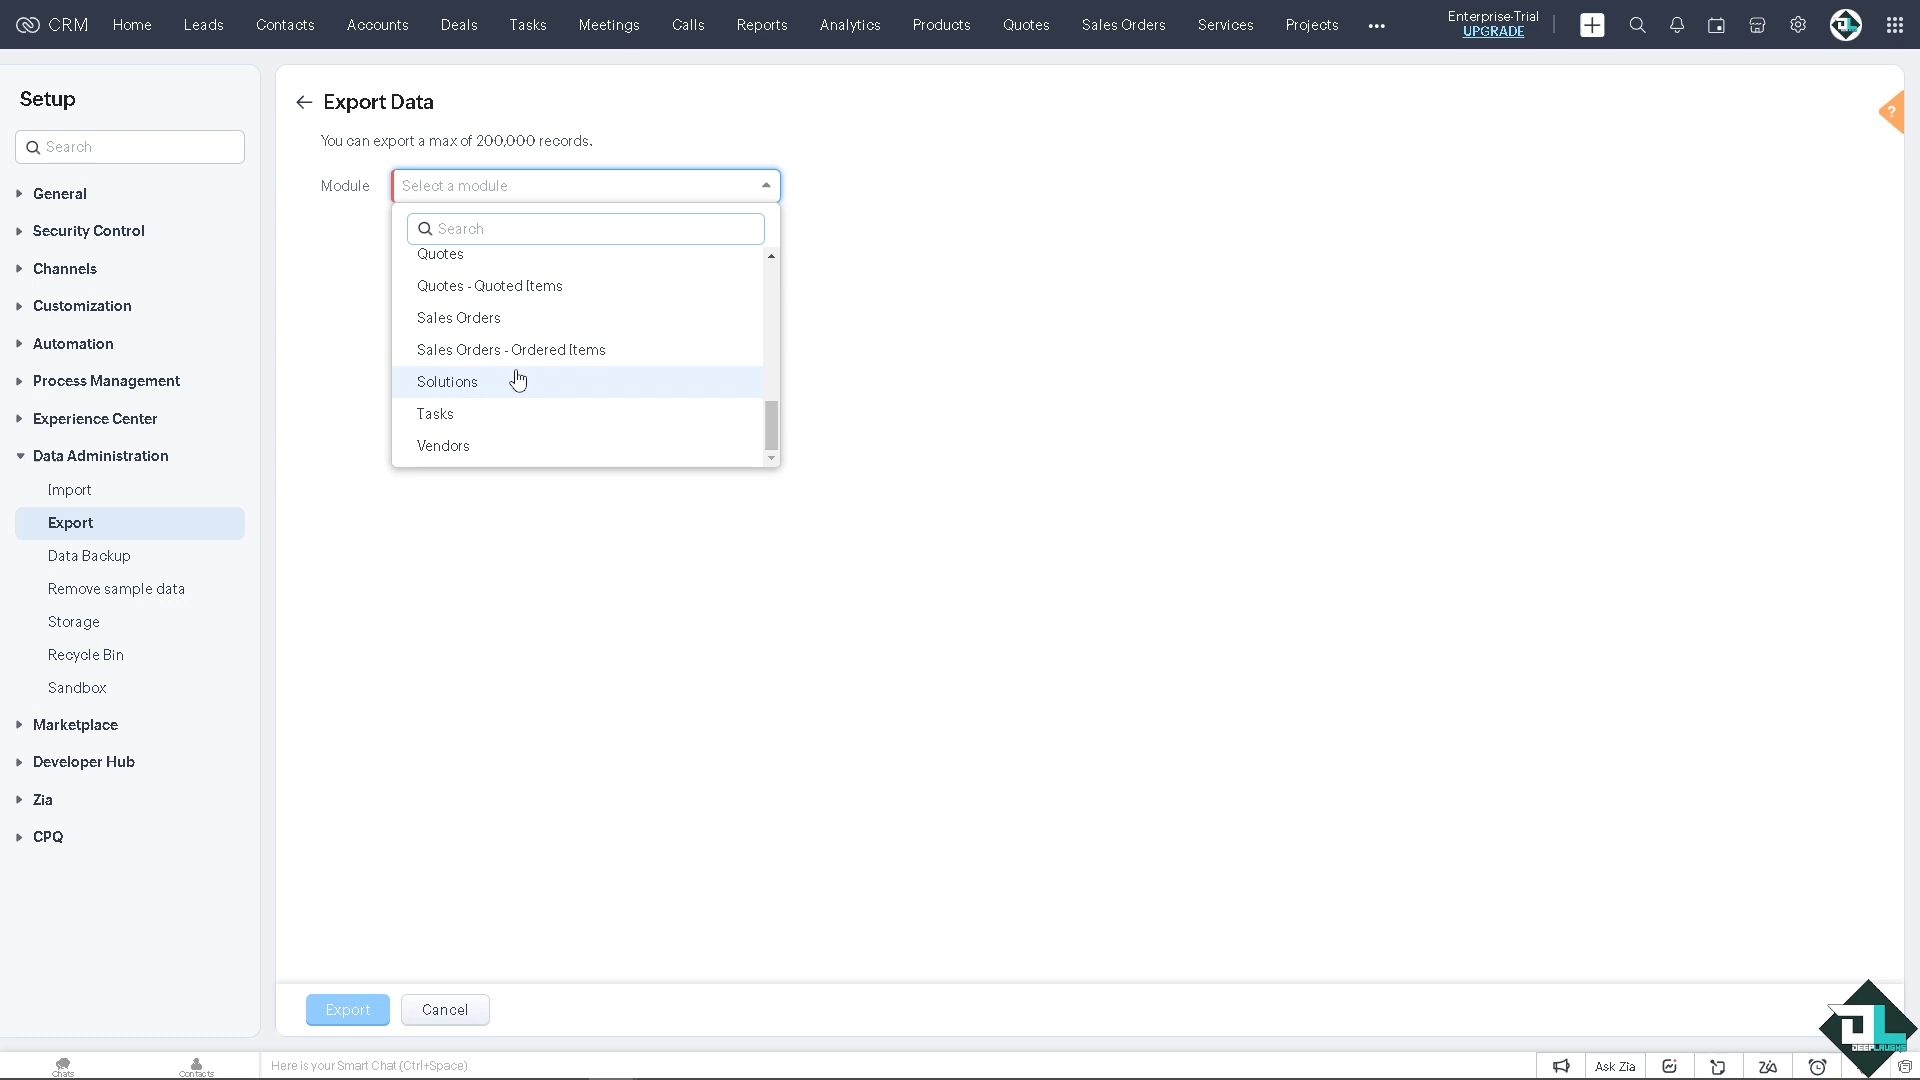 CRM
Home
Leads
Contacts
Accounts
Deals
Tasks
Meetings
Calls
Reports
Analytics
Products
Quotes
Sales Orders
Services
Projects
Enterprise-Trial
UPGRADE
Setup
Search
General
Security Control
Channels
Customization
Automation
Process Management
Experience Center
Data Administration
Import
Export
Data Backup
Remove sample data
Storage
Recycle Bin
Sandbox
Marketplace
Developer Hub
Zia
CPQ
Export Data
You can export a max of 200,000 records.
Module
Select a module
Search
Quotes
Quotes - Quoted Items
Sales Orders
Sales Orders - Ordered Items
Solutions
Tasks
Vendors
?
Export
Cancel
Chats
Contacts
Here is your Smart Chat (Ctrl+Space)
Ask Zia
DEEPLAUGHS